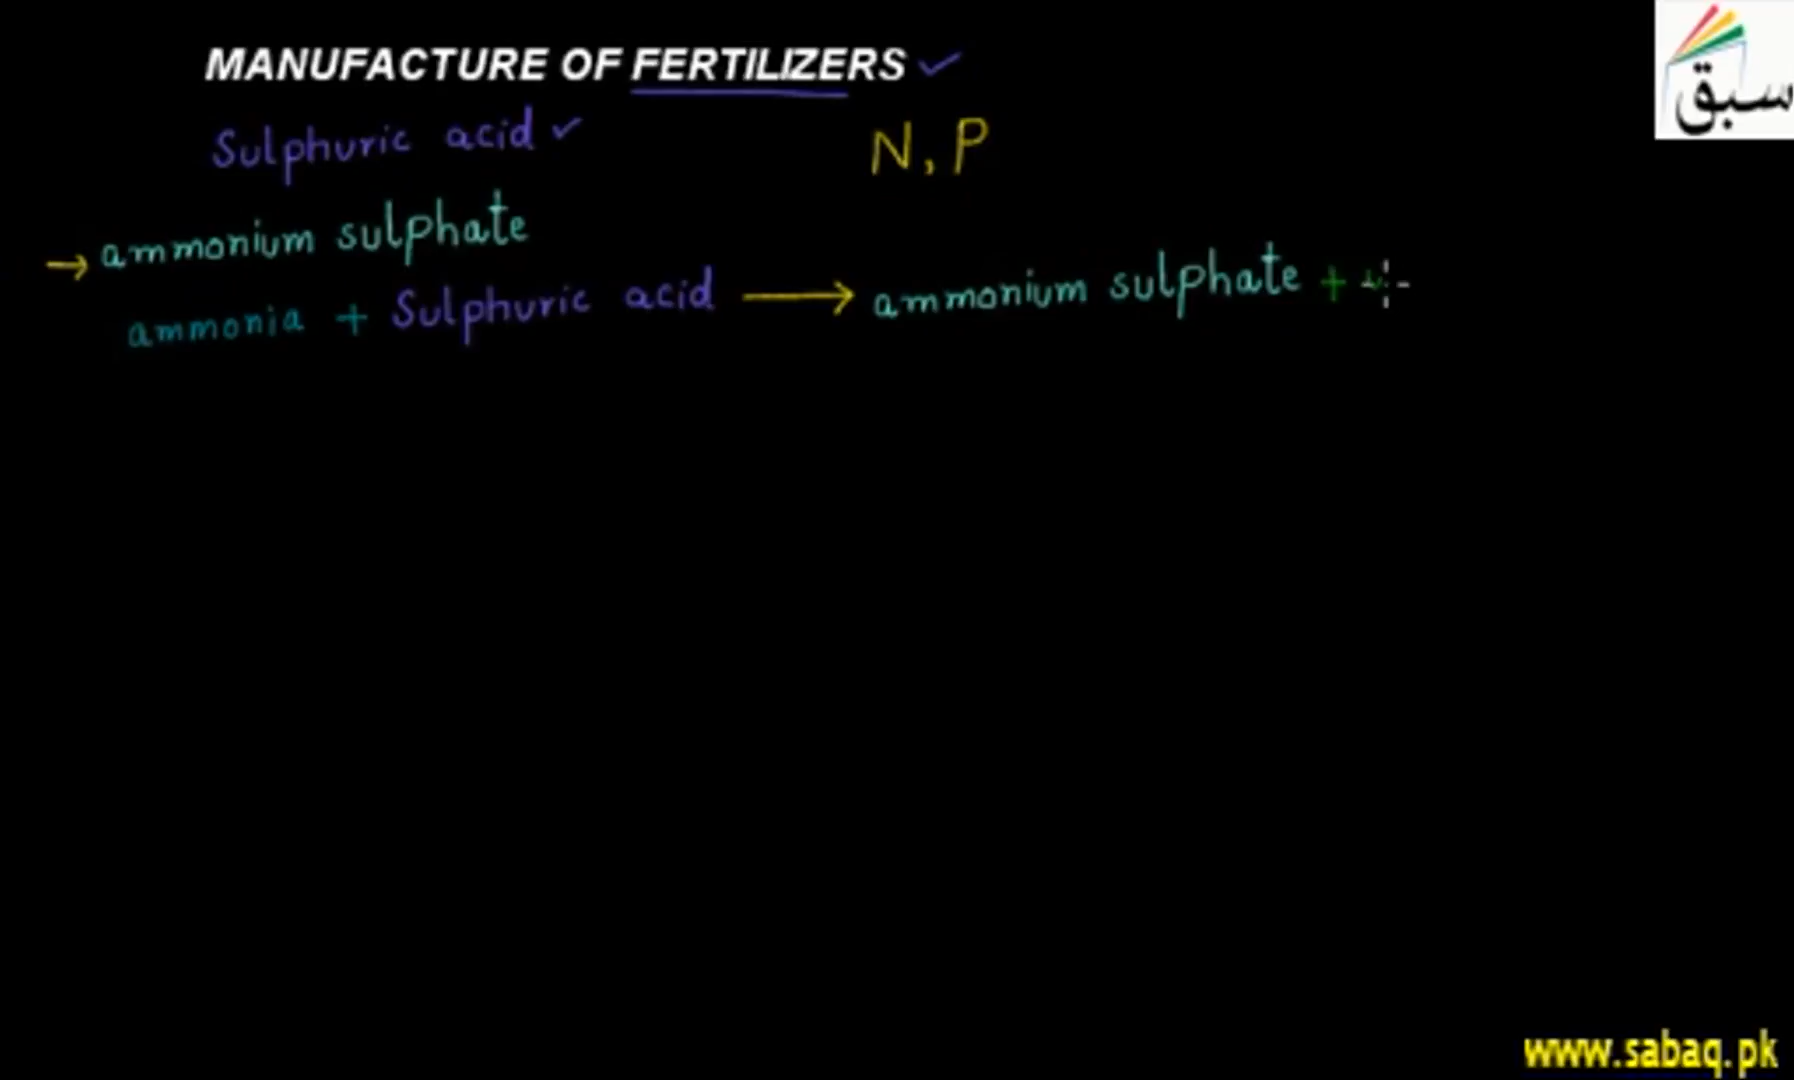 MANUFACTURE OF FERTILIZERS
Sulphuric acid
N, P
→ ammonium sulphate
ammonia + Sulphuric acid → ammonium sulphate +
سبق
www.sabaq.pk